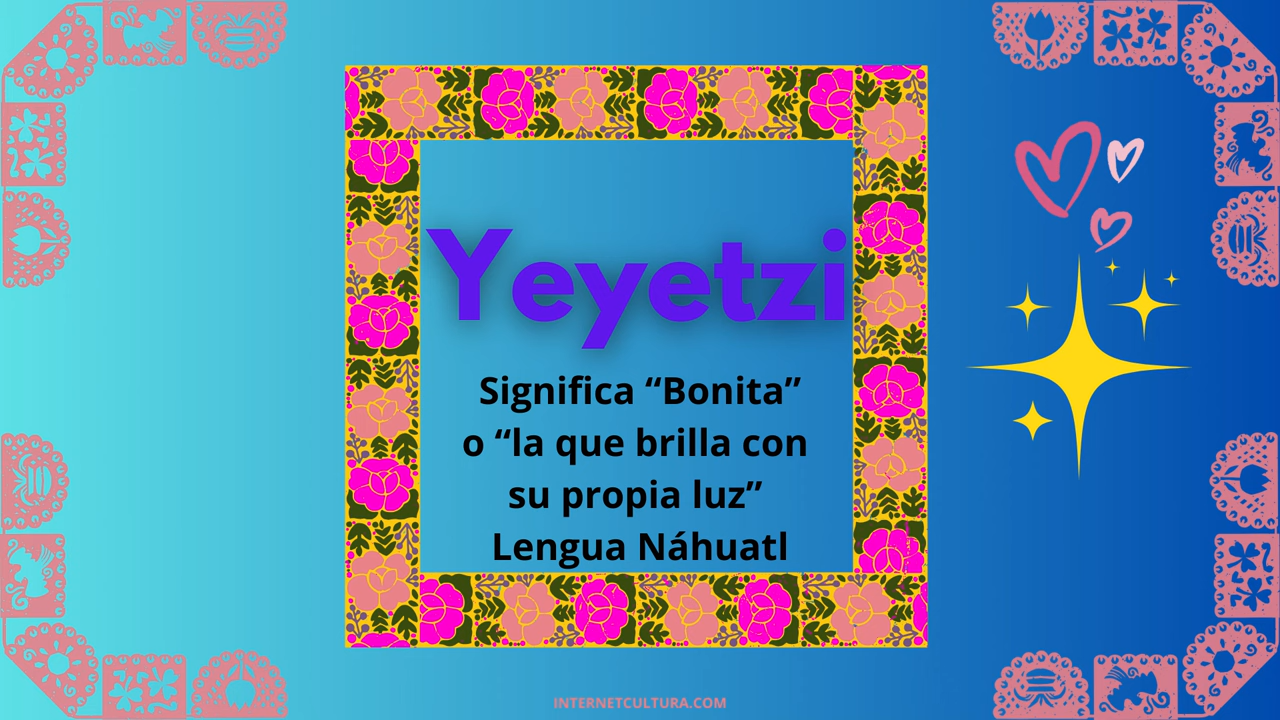 Yeyetzi
Significa “Bonita”
o “la que brilla con
su propia luz”
Lengua Náhuatl
INTERNETCULTURA.COM